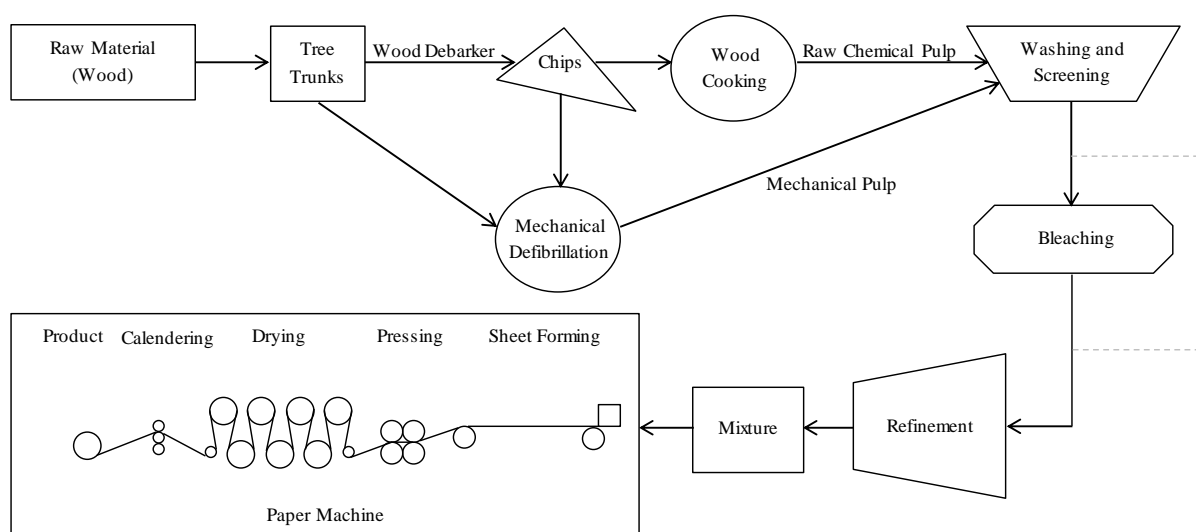 Raw Material
(Wood)
Tree
Trunks
Wood Debarker
Chips
Wood
Cooking
Raw Chemical Pulp
Washing and
Screening
Mechanical Pulp
Mechanical
Defibrillation
Bleaching
Product
Calendering
Drying
Pressing
Sheet Forming
Mixture
Refinement
Paper Machine